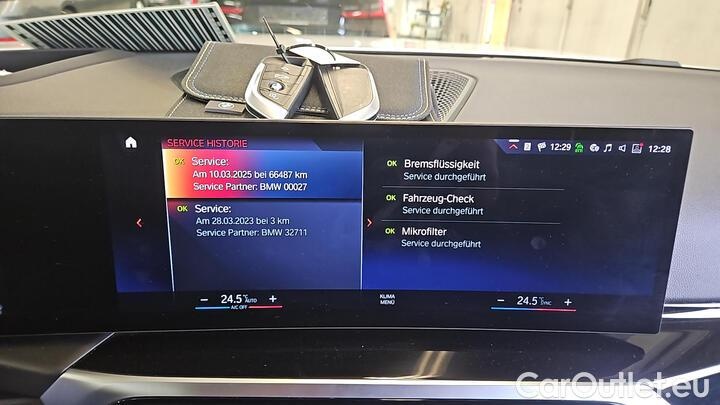 SERVICE HISTORIE
12:29
12:28
OK Service:
Am 10.03.2025 bei 66487 km
Service Partner: BMW 00027
OK Service:
Am 28.03.2023 bei 3 km
Service Partner: BMW 32711
OK Bremsflüssigkeit
Service durchgeführt
OK Fahrzeug-Check
Service durchgeführt
OK Mikrofilter
Service durchgeführt
− 24.5°C AUTO +
A/C OFF
KLIMA
MENÜ
− 24.5°C SYNC +
CarOutlet.eu